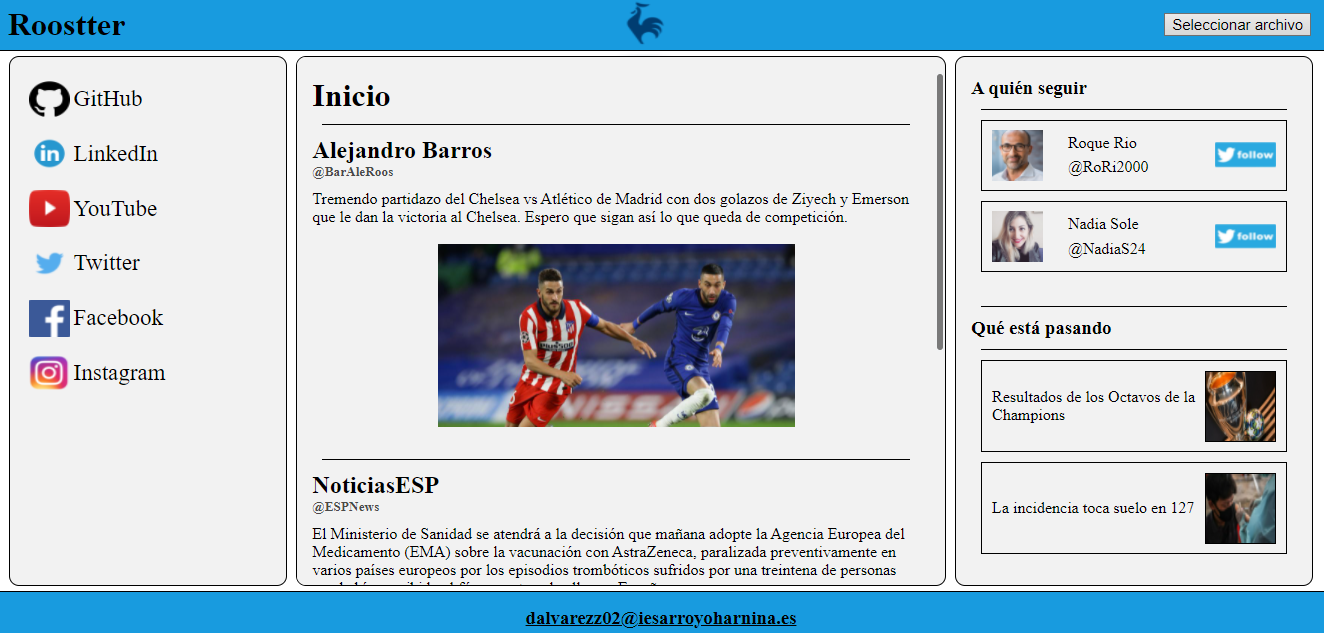 Roostter
Seleccionar archivo
GitHub
LinkedIn
YouTube
Twitter
Facebook
Instagram
Inicio
Alejandro Barros
@BarAleRoos
Tremendo partidazo del Chelsea vs Atlético de Madrid con dos golazos de Ziyech y Emerson
que le dan la victoria al Chelsea. Espero que sigan así lo que queda de competición.
NoticiasESP
@ESPNews
El Ministerio de Sanidad se atendrá a la decisión que mañana adopte la Agencia Europea del
Medicamento (EMA) sobre la vacunación con AstraZeneca, paralizada preventivamente en
varios países europeos por los episodios trombóticos sufridos por una treintena de personas
A quién seguir
Roque Rio
@RoRi2000
follow
Nadia Sole
@NadiaS24
follow
Qué está pasando
Resultados de los Octavos de la
Champions
La incidencia toca suelo en 127
dalvarezz02@iesarroyoharnina.es